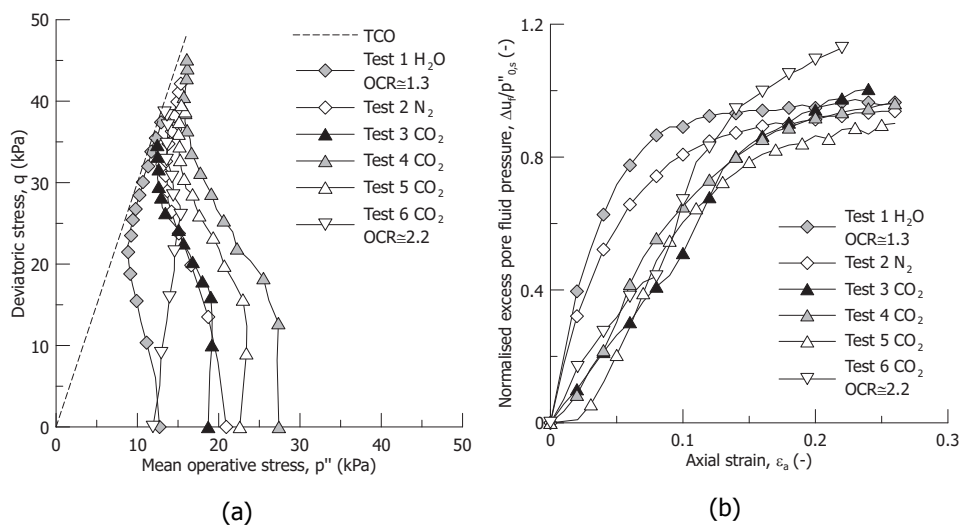 50
40
30
20
10
0
Deviatoric stress, q (kPa)
0
10
20
30
40
50
Mean operative stress, p'' (kPa)
TCO
Test 1 H₂O
OCR≅1.3
Test 2 N₂
Test 3 CO₂
Test 4 CO₂
Test 5 CO₂
Test 6 CO₂
OCR≅2.2
(a)
1.2
0.8
0.4
0
Normalised excess pore fluid pressure, Δu_f/p''_{0,s} (-)
0
0.1
0.2
0.3
Axial strain, ε_a (-)
Test 1 H₂O
OCR≅1.3
Test 2 N₂
Test 3 CO₂
Test 4 CO₂
Test 5 CO₂
Test 6 CO₂
OCR≅2.2
(b)